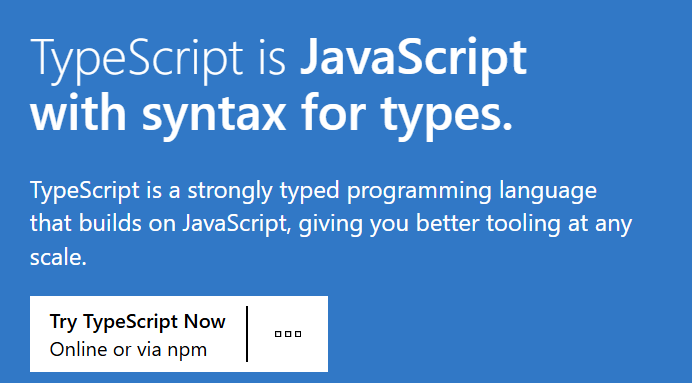 TypeScript is JavaScript
with syntax for types.
TypeScript is a strongly typed programming language
that builds on JavaScript, giving you better tooling at any
scale.
Try TypeScript Now
Online or via npm